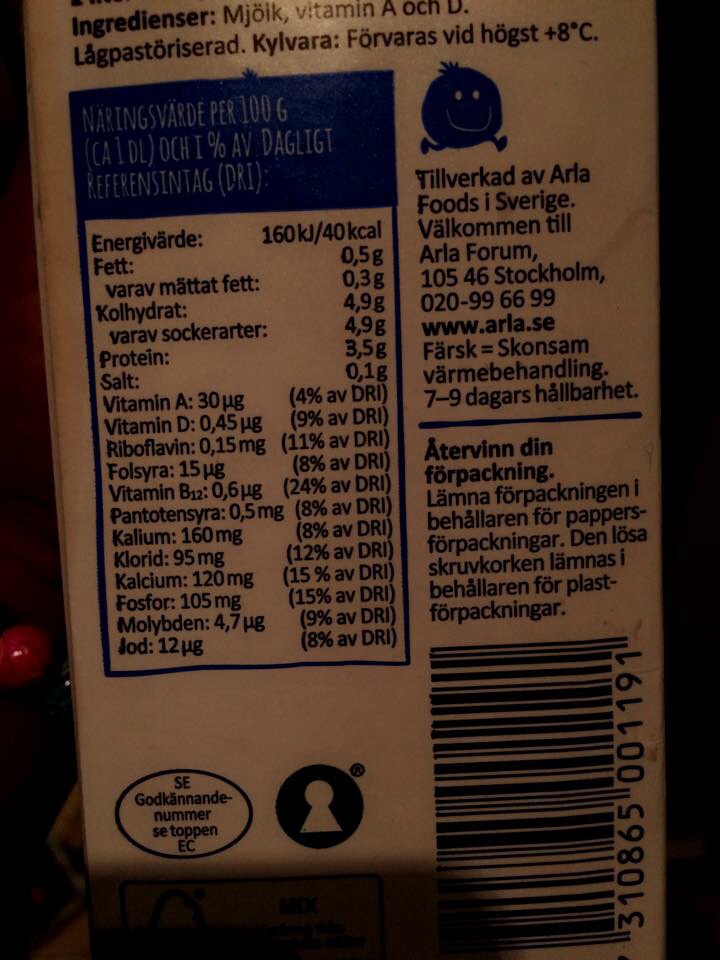 Ingredienser: Mjölk, vitamin A och D.
Lågpastöriserad. Kylvara: Förvaras vid högst +8°C.
NÄRINGSVÄRDE PER 100 G
(CA 1 DL) OCH I % AV DAGLIGT
REFERENSINTAG (DRI):
Energivärde: 160 kJ/40 kcal
Fett: 0,5 g
varav mättat fett: 0,3 g
Kolhydrat: 4,9 g
varav sockerarter: 4,9 g
Protein: 3,5 g
Salt: 0,1 g
Vitamin A: 30 µg (4% av DRI)
Vitamin D: 0,45 µg (9% av DRI)
Riboflavin: 0,15 mg (11% av DRI)
Folsyra: 15 µg (8% av DRI)
Vitamin B12: 0,6 µg (24% av DRI)
Pantotensyra: 0,5 mg (8% av DRI)
Kalium: 160 mg (8% av DRI)
Klorid: 95 mg (12% av DRI)
Kalcium: 120 mg (15 % av DRI)
Fosfor: 105 mg (15% av DRI)
Molybden: 4,7 µg (9% av DRI)
Jod: 12 µg (8% av DRI)
Tillverkad av Arla
Foods i Sverige.
Välkommen till
Arla Forum,
105 46 Stockholm,
020-99 66 99
www.arla.se
Färsk = Skonsam
värmebehandling.
7–9 dagars hållbarhet.
Återvinn din
förpackning.
Lämna förpackningen i
behållaren för pappers-
förpackningar. Den lösa
skruvkorken lämnas i
behållaren för plast-
förpackningar.
SE
Godkännande-
nummer
se toppen
EC
®
MIX
7 310865 001191